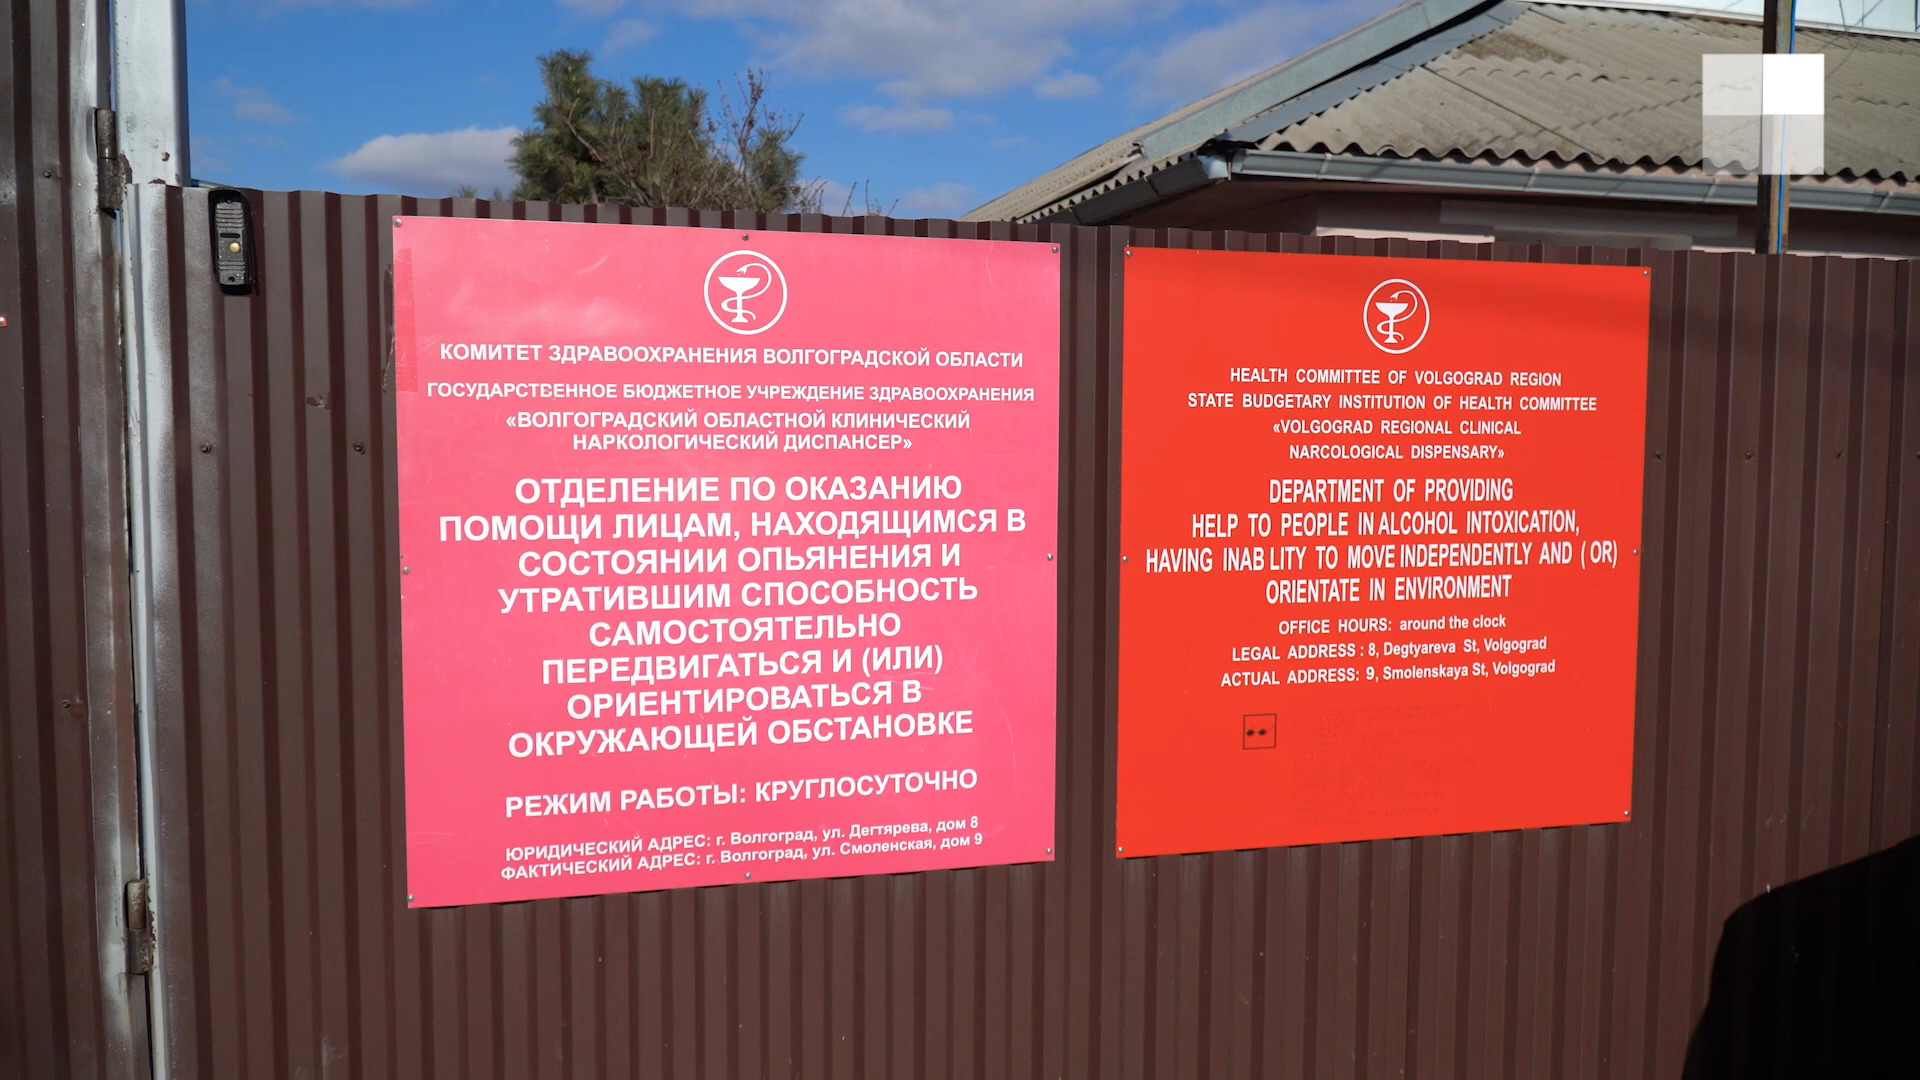 КОМИТЕТ ЗДРАВООХРАНЕНИЯ ВОЛГОГРАДСКОЙ ОБЛАСТИ
ГОСУДАРСТВЕННОЕ БЮДЖЕТНОЕ УЧРЕЖДЕНИЕ ЗДРАВООХРАНЕНИЯ
«ВОЛГОГРАДСКИЙ ОБЛАСТНОЙ КЛИНИЧЕСКИЙ
НАРКОЛОГИЧЕСКИЙ ДИСПАНСЕР»
ОТДЕЛЕНИЕ ПО ОКАЗАНИЮ
ПОМОЩИ ЛИЦАМ, НАХОДЯЩИМСЯ В
СОСТОЯНИИ ОПЬЯНЕНИЯ И
УТРАТИВШИМ СПОСОБНОСТЬ
САМОСТОЯТЕЛЬНО
ПЕРЕДВИГАТЬСЯ И (ИЛИ)
ОРИЕНТИРОВАТЬСЯ В
ОКРУЖАЮЩЕЙ ОБСТАНОВКЕ
РЕЖИМ РАБОТЫ: КРУГЛОСУТОЧНО
ЮРИДИЧЕСКИЙ АДРЕС: г. Волгоград, ул. Дегтярева, дом 8
ФАКТИЧЕСКИЙ АДРЕС: г. Волгоград, ул. Смоленская, дом 9
HEALTH COMMITTEE OF VOLGOGRAD REGION
STATE BUDGETARY INSTITUTION OF HEALTH COMMITTEE
«VOLGOGRAD REGIONAL CLINICAL
NARCOLOGICAL DISPENSARY»
DEPARTMENT OF PROVIDING
HELP TO PEOPLE IN ALCOHOL INTOXICATION,
HAVING INAB LITY TO MOVE INDEPENDENTLY AND ( OR)
ORIENTATE IN ENVIRONMENT
OFFICE HOURS: around the clock
LEGAL ADDRESS : 8, Degtyareva St, Volgograd
ACTUAL ADDRESS: 9, Smolenskaya St, Volgograd